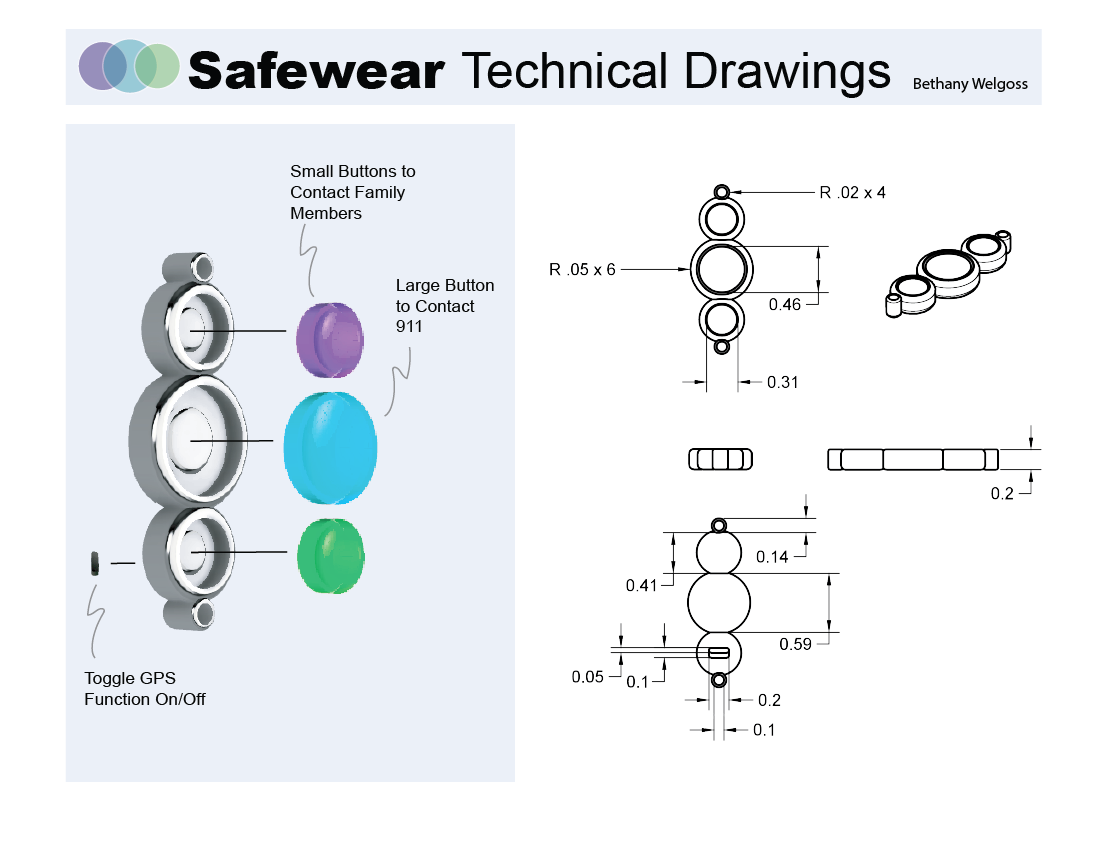 Safewear Technical Drawings
Bethany Welgoss
Small Buttons to
Contact Family
Members
Large Button
to Contact
911
Toggle GPS
Function On/Off
R .02 x 4
R .05 x 6
0.46
0.31
0.2
0.14
0.41
0.59
0.05
0.1
0.2
0.1